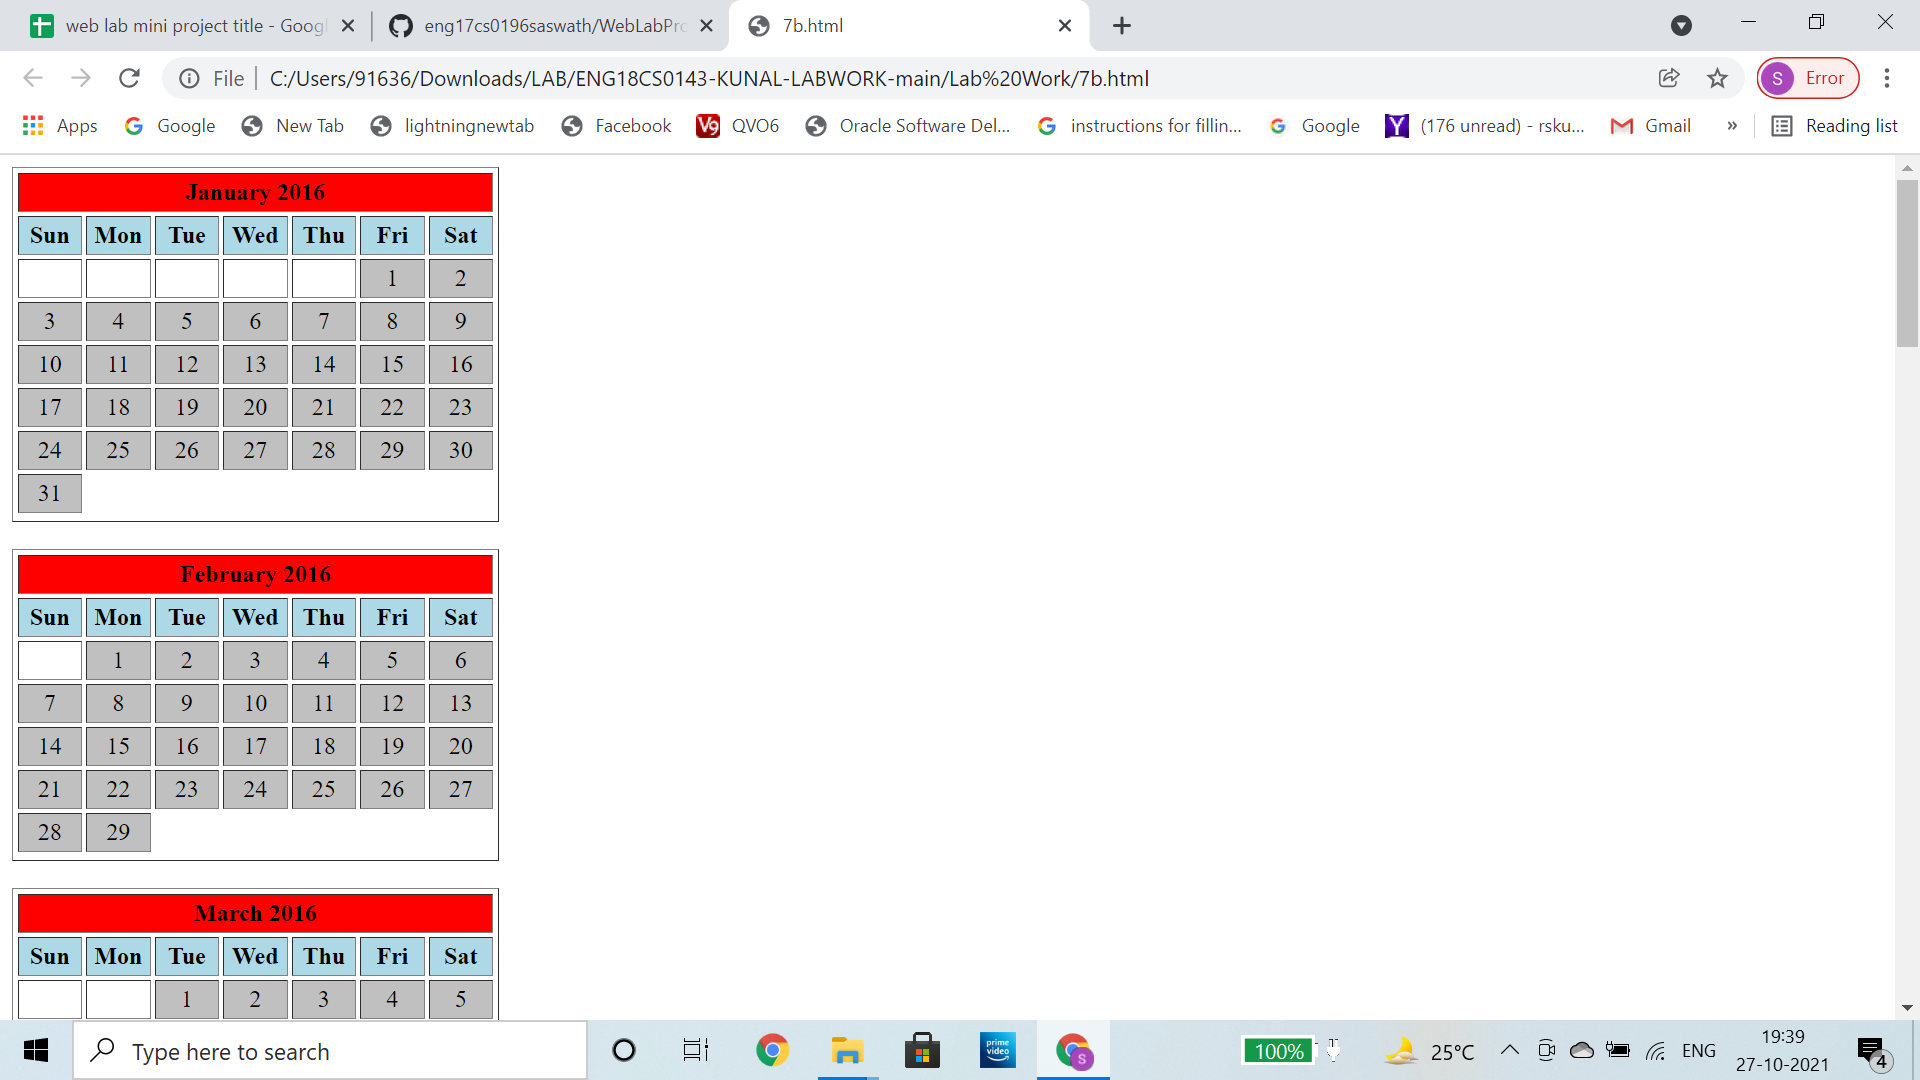 web lab mini project title - Googl
eng17cs0196saswath/WebLabPro
7b.html
File
C:/Users/91636/Downloads/LAB/ENG18CS0143-KUNAL-LABWORK-main/Lab%20Work/7b.html
S Error
Apps Google New Tab lightningnewtab Facebook V9 QVO6 Oracle Software Del... instructions for fillin... Google Y (176 unread) - rsku... Gmail » Reading list
January 2016
Sun Mon Tue Wed Thu Fri Sat
1 2
3 4 5 6 7 8 9
10 11 12 13 14 15 16
17 18 19 20 21 22 23
24 25 26 27 28 29 30
31
February 2016
Sun Mon Tue Wed Thu Fri Sat
1 2 3 4 5 6
7 8 9 10 11 12 13
14 15 16 17 18 19 20
21 22 23 24 25 26 27
28 29
March 2016
Sun Mon Tue Wed Thu Fri Sat
1 2 3 4 5
Type here to search
prime
video
S
100%
25°C
ENG
19:39
27-10-2021
4